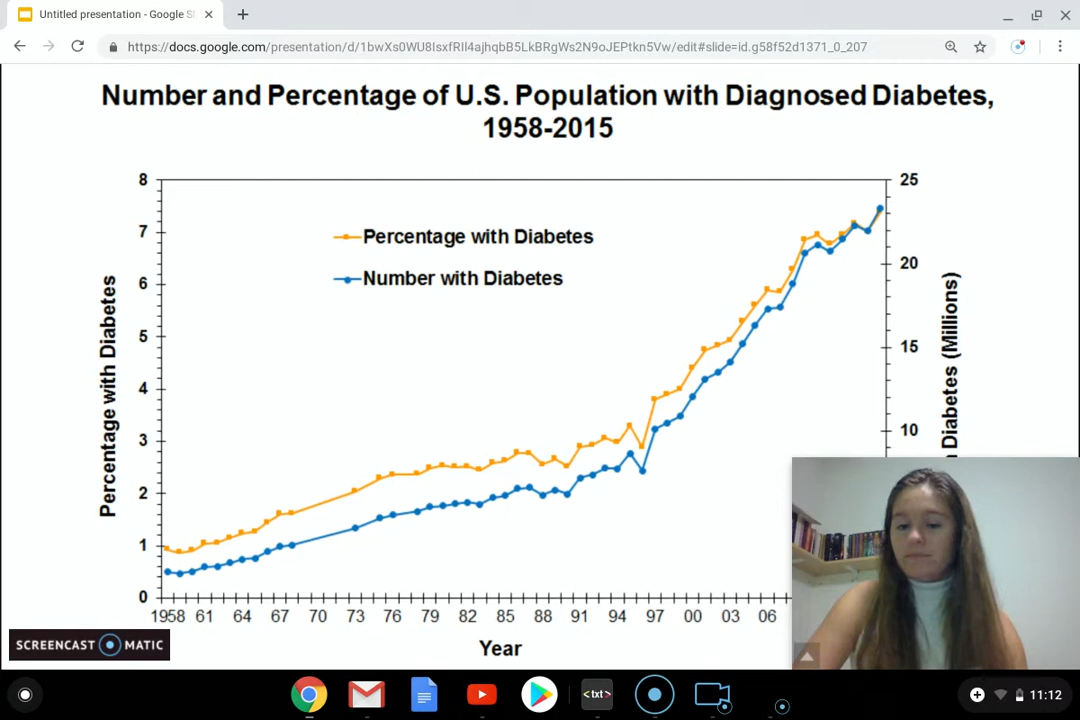 Untitled presentation - Google Sl
https://docs.google.com/presentation/d/1bwXs0WU8IsxfRIl4ajhqbB5LkBRgWs2N9oJEPtkn5Vw/edit#slide=id.g58f52d1371_0_207
Number and Percentage of U.S. Population with Diagnosed Diabetes,
1958-2015
Percentage with Diabetes
Number with Diabetes
8
7
6
5
4
3
2
1
0
Percentage with Diabetes
25
20
15
10
Diabetes (Millions)
1958 61 64 67 70 73 76 79 82 85 88 91 94 97 00 03 06
Year
SCREENCAST MATIC
<txt>
11:12